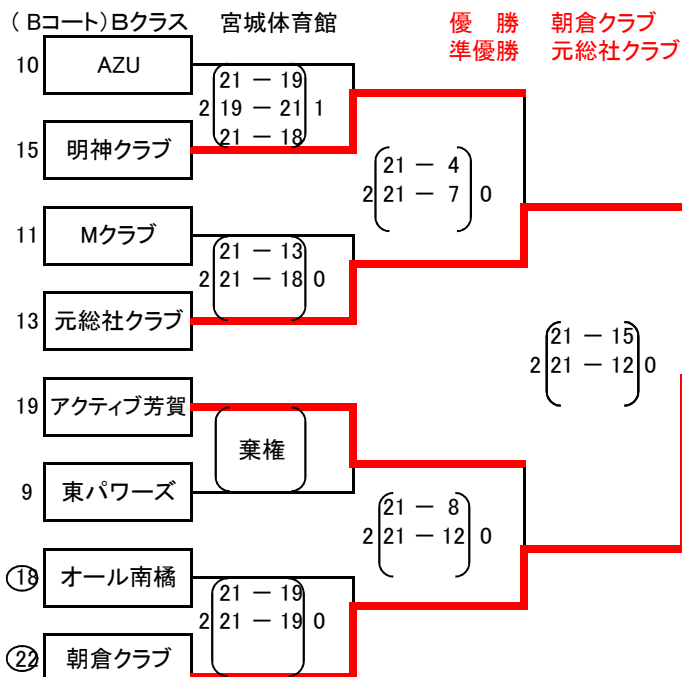 ( Bコート)Bクラス 宮城体育館 優 勝 朝倉クラブ
準優勝 元総社クラブ
10 AZU
21 － 19
2 19 － 21 1
21 － 18
15 明神クラブ
21 － 4
2 21 － 7 0
11 Mクラブ
21 － 13
2 21 － 18 0
13 元総社クラブ
21 － 15
2 21 － 12 0
19 アクティブ芳賀
棄権
9 東パワーズ
21 － 8
2 21 － 12 0
18 オール南橘
21 － 19
2 21 － 19 0
22 朝倉クラブ